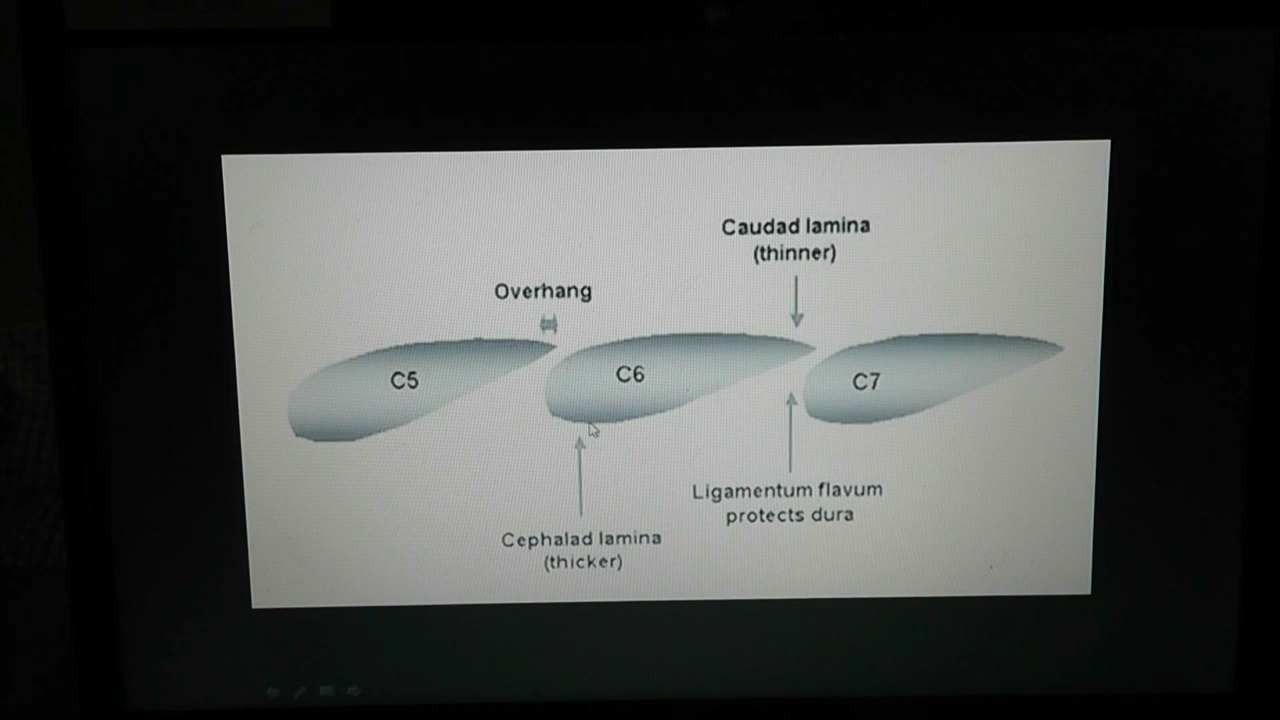 Caudad lamina
(thinner)
Overhang
C5
C6
C7
Ligamentum flavum
protects dura
Cephalad lamina
(thicker)